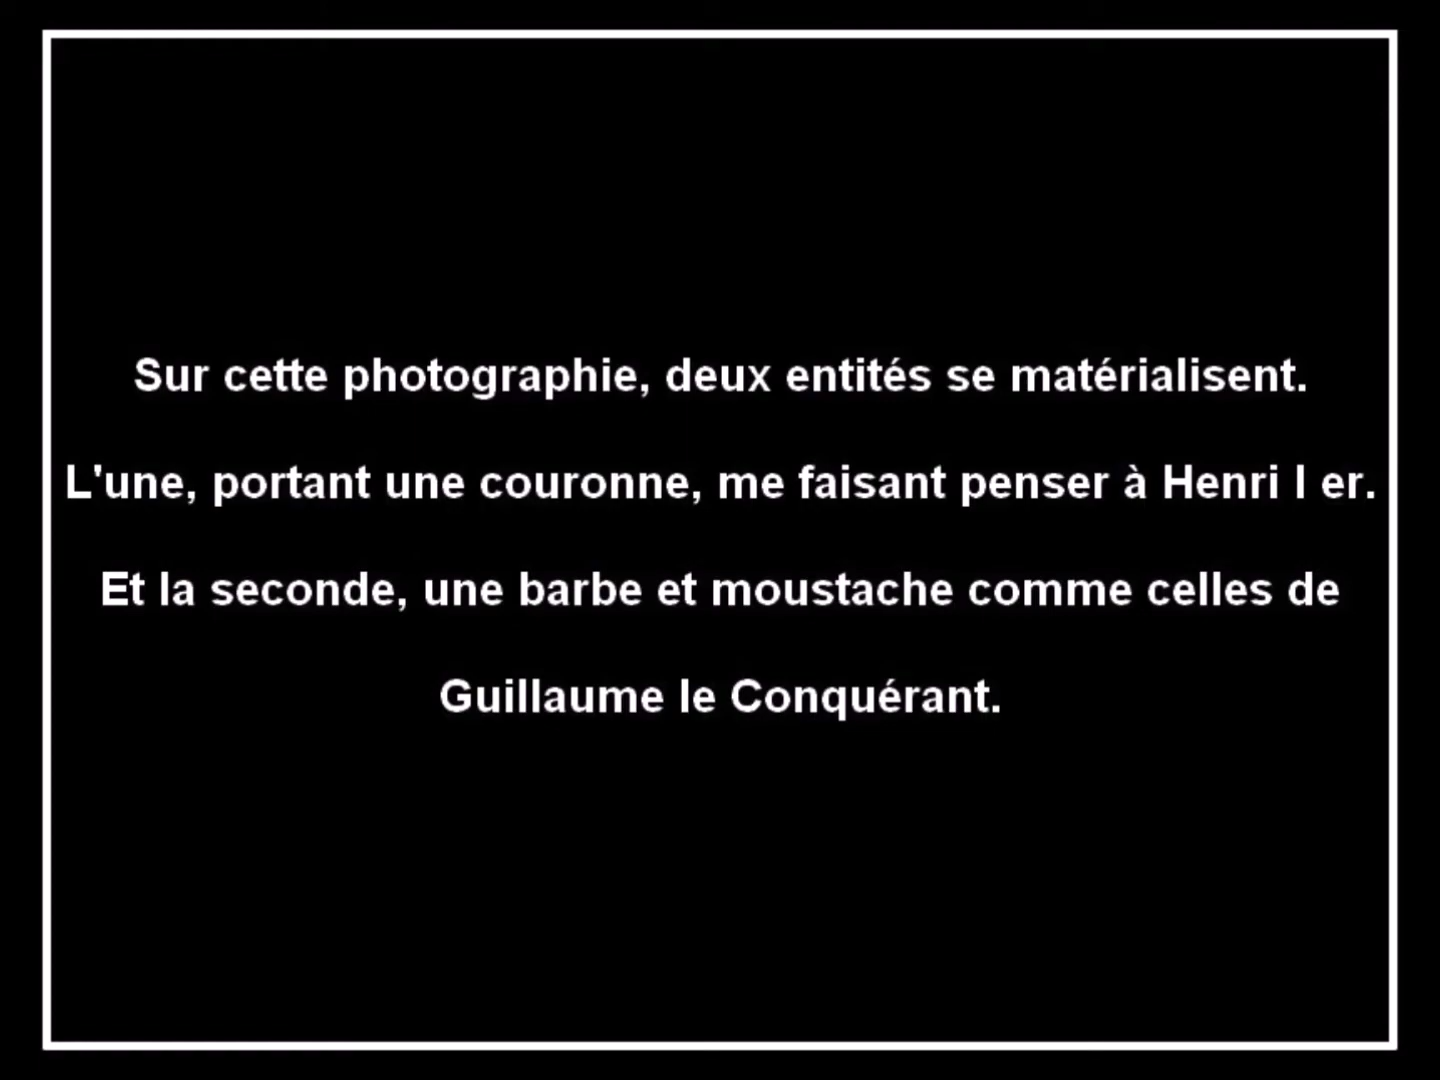 Sur cette photographie, deux entités se matérialisent.
L'une, portant une couronne, me faisant penser à Henri I er.
Et la seconde, une barbe et moustache comme celles de
Guillaume le Conquérant.